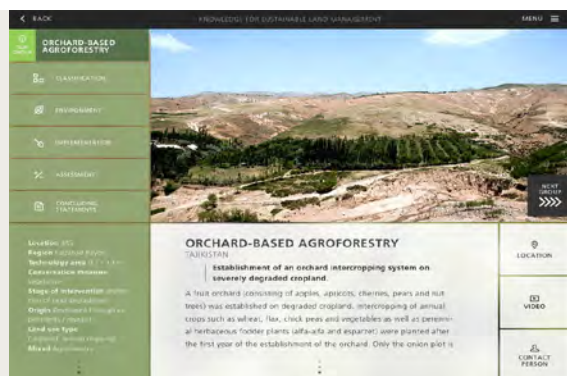 BACK
KNOWLEDGE FOR SUSTAINABLE LAND MANAGEMENT
MENU
ORCHARD-BASED
AGROFORESTRY
CLASSIFICATION
ENVIRONMENT
IMPLEMENTATION
ASSESSMENT
CONCLUDING
STATEMENTS
NEXT
GROUP
Location
Region
Technology area
Conservation measure
Stage of intervention
Origin
Land use type
Mixed
ORCHARD-BASED AGROFORESTRY
Establishment of an orchard intercropping system on
severely degraded cropland.
A fruit orchard (consisting of apples, apricots, cherries, pears and nut
trees) was established on degraded cropland. Intercropping of annual
crops such as wheat, flax, chick peas and vegetables as well as perenni-
al herbaceous fodder plants (alfa-alfa and esparzet) were planted after
the first year of the establishment of the orchard. Only the onion plot is
LOCATION
VIDEO
CONTACT
PERSON